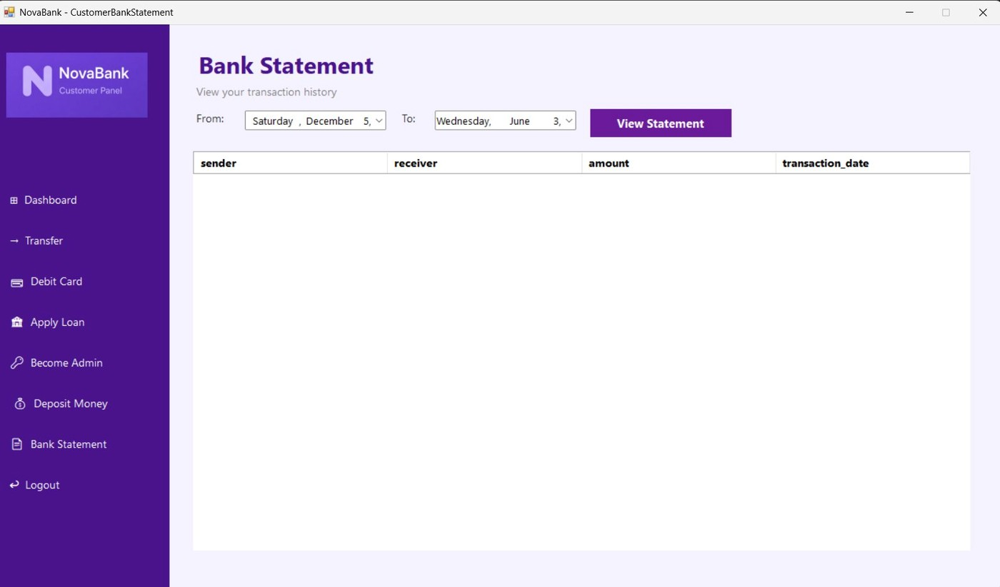 NovaBank - CustomerBankStatement
NovaBank
Customer Panel
Dashboard
Transfer
Debit Card
Apply Loan
Become Admin
Deposit Money
Bank Statement
Logout
Bank Statement
View your transaction history
From: Saturday , December 5, To: Wednesday, June 3, View Statement
sender receiver amount transaction_date